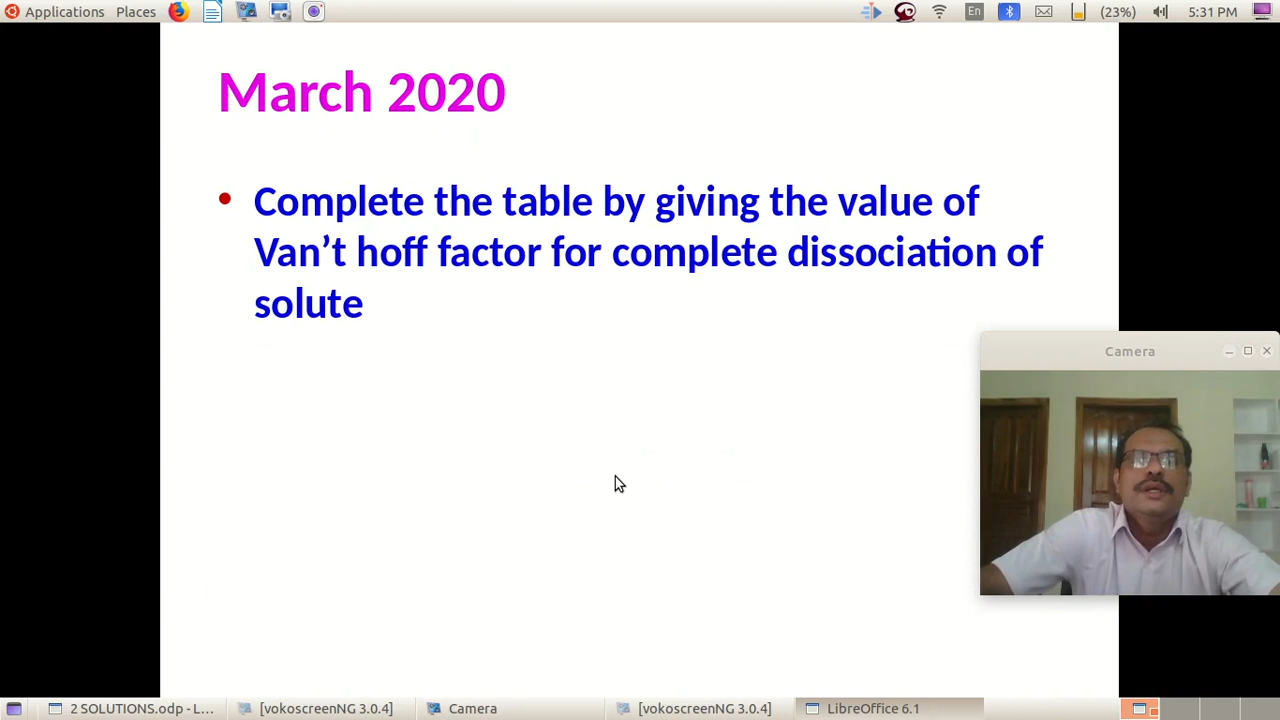 Applications Places En (23%) 5:31 PM
March 2020
• Complete the table by giving the value of
Van’t hoff factor for complete dissociation of
solute
Camera
2 SOLUTIONS.odp - L... [vokoscreenNG 3.0.4] Camera [vokoscreenNG 3.0.4] LibreOffice 6.1